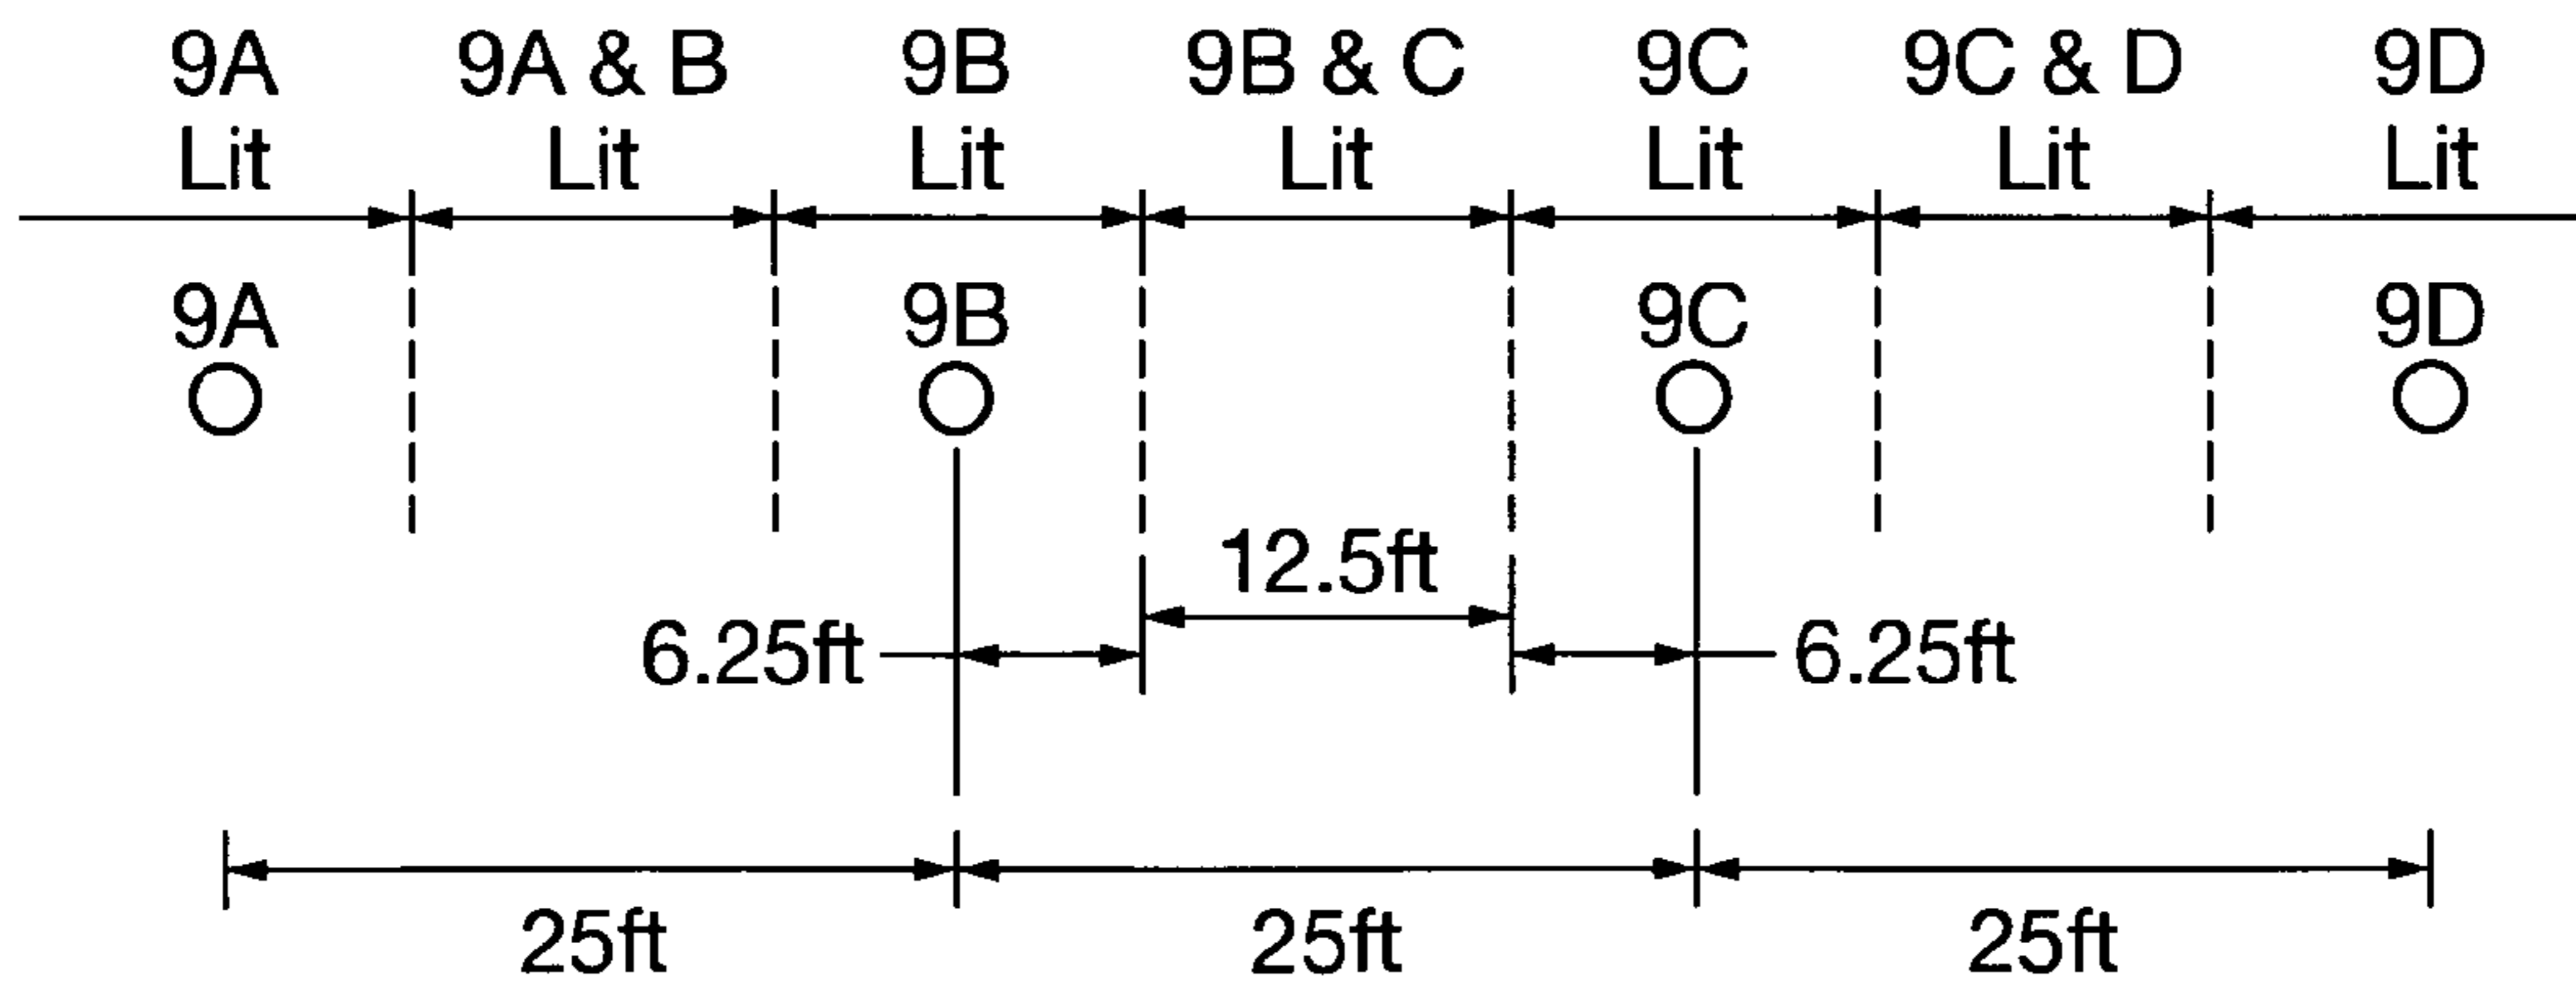 9A 9A & B 9B 9B & C 9C 9C & D 9D
Lit Lit Lit Lit Lit Lit Lit
9A 9B 9C 9D
12.5ft
6.25ft 6.25ft
25ft 25ft 25ft